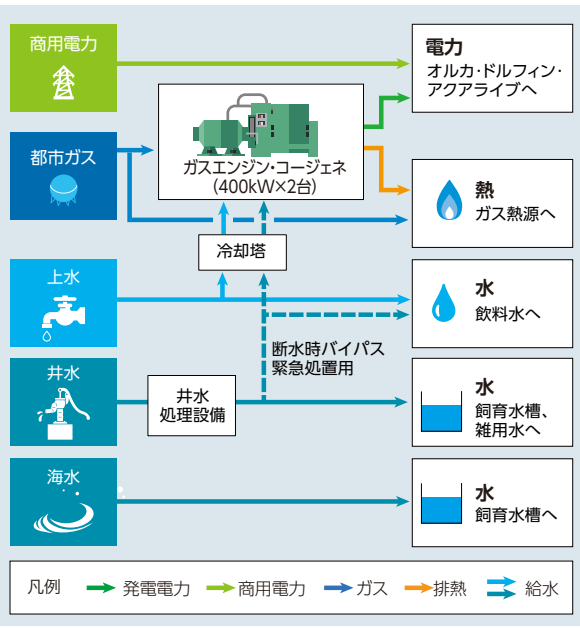 商用電力
電力
オルカ・ドルフィン・
アクアライブへ
都市ガス
ガスエンジン・コージェネ
(400kW×2台)
熱
ガス熱源へ
冷却塔
上水
水
飲料水へ
断水時バイパス
緊急処置用
井水
井水
処理設備
水
飼育水槽、
雑用水へ
海水
水
飼育水槽へ
凡例 発電電力 商用電力 ガス 排熱 給水